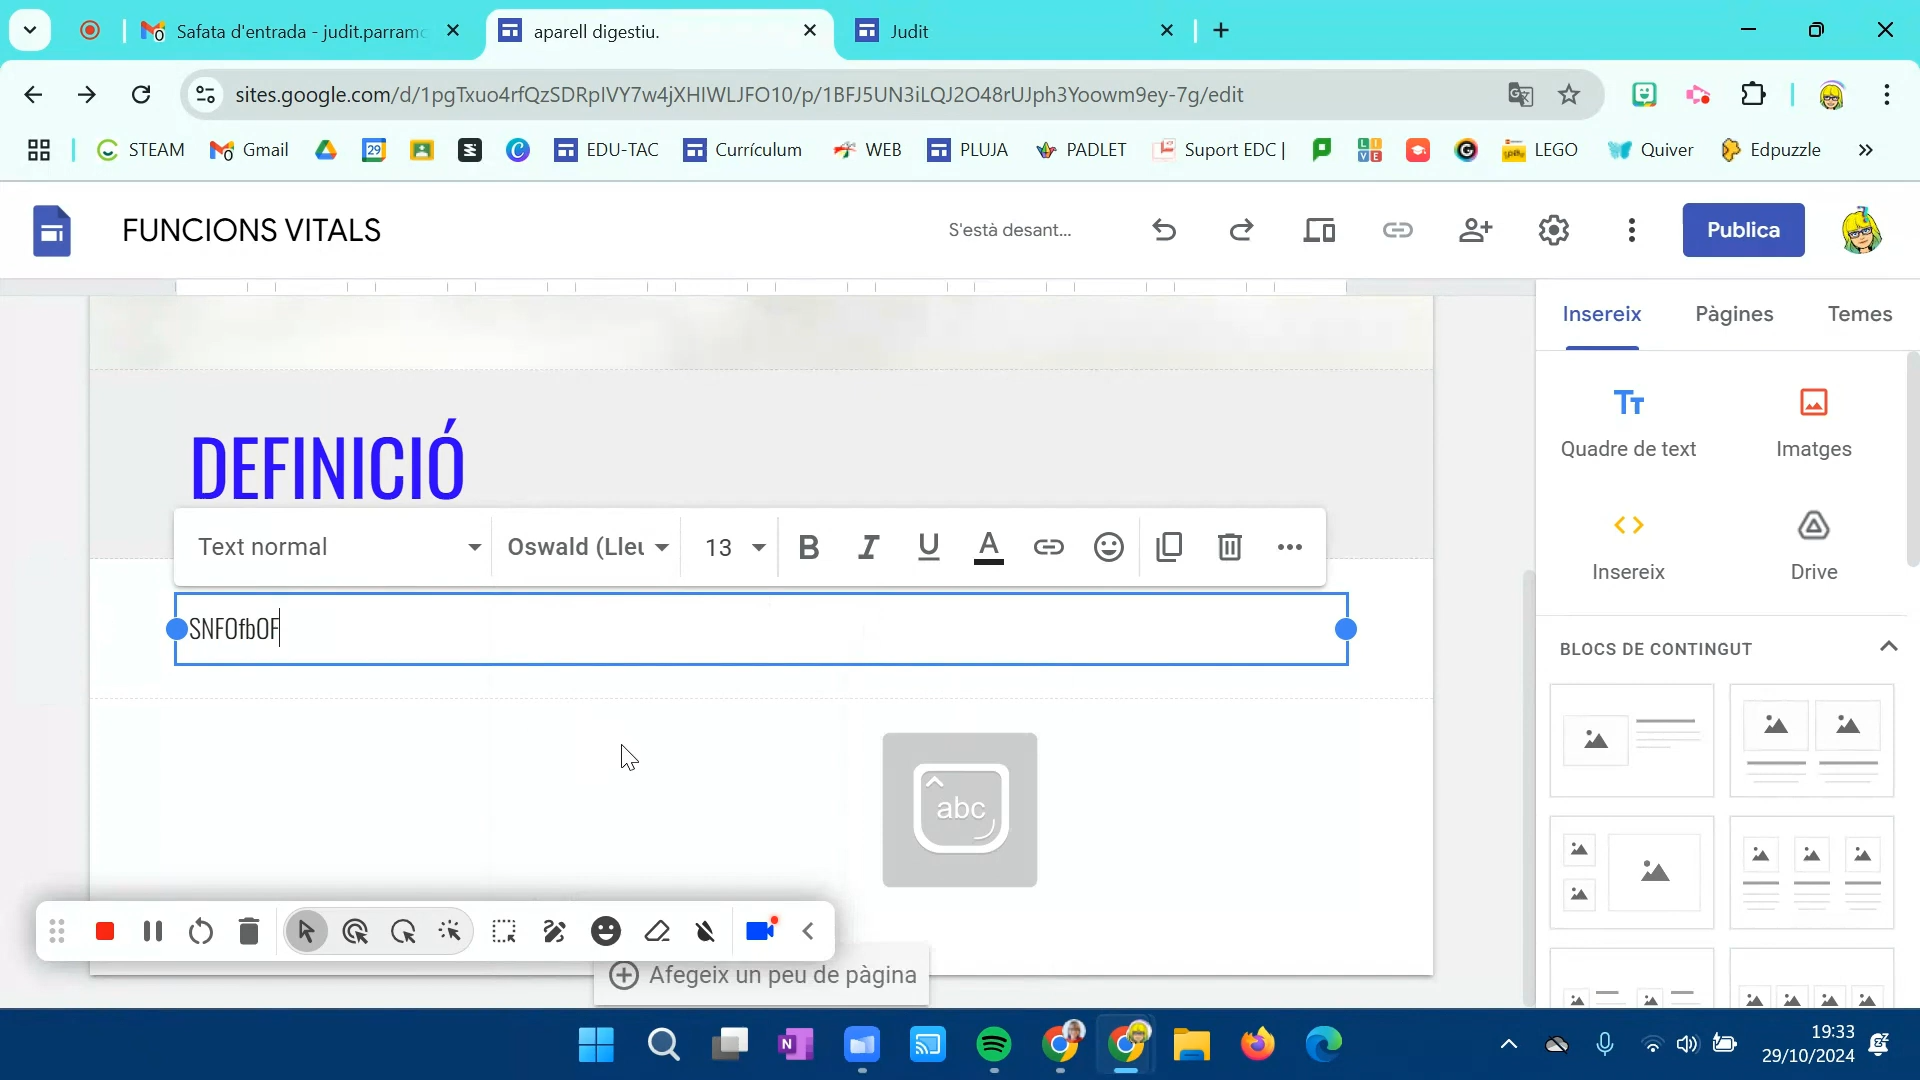 Safata d'entrada - judit.parramo
aparell digestiu.
Judit
sites.google.com/d/1pgTxuo4rfQzSDRpIVY7w4jXHIWLJFO10/p/1BFJ5UN3iLQJ2O48rUJph3Yoowm9ey-7g/edit
STEAM
Gmail
29
EDU-TAC
Currículum
WEB
PLUJA
PADLET
Suport EDC |
LEGO
Quiver
Edpuzzle
FUNCIONS VITALS
S'està desant...
Publica
Insereix
Pàgines
Temes
DEFINICIÓ
Quadre de text
Imatges
Text normal
Oswald (Lleu
13
B
I
U
A
Insereix
Drive
SNFOfbOF
BLOCS DE CONTINGUT
abc
Afegeix un peu de pàgina
19:33
29/10/2024